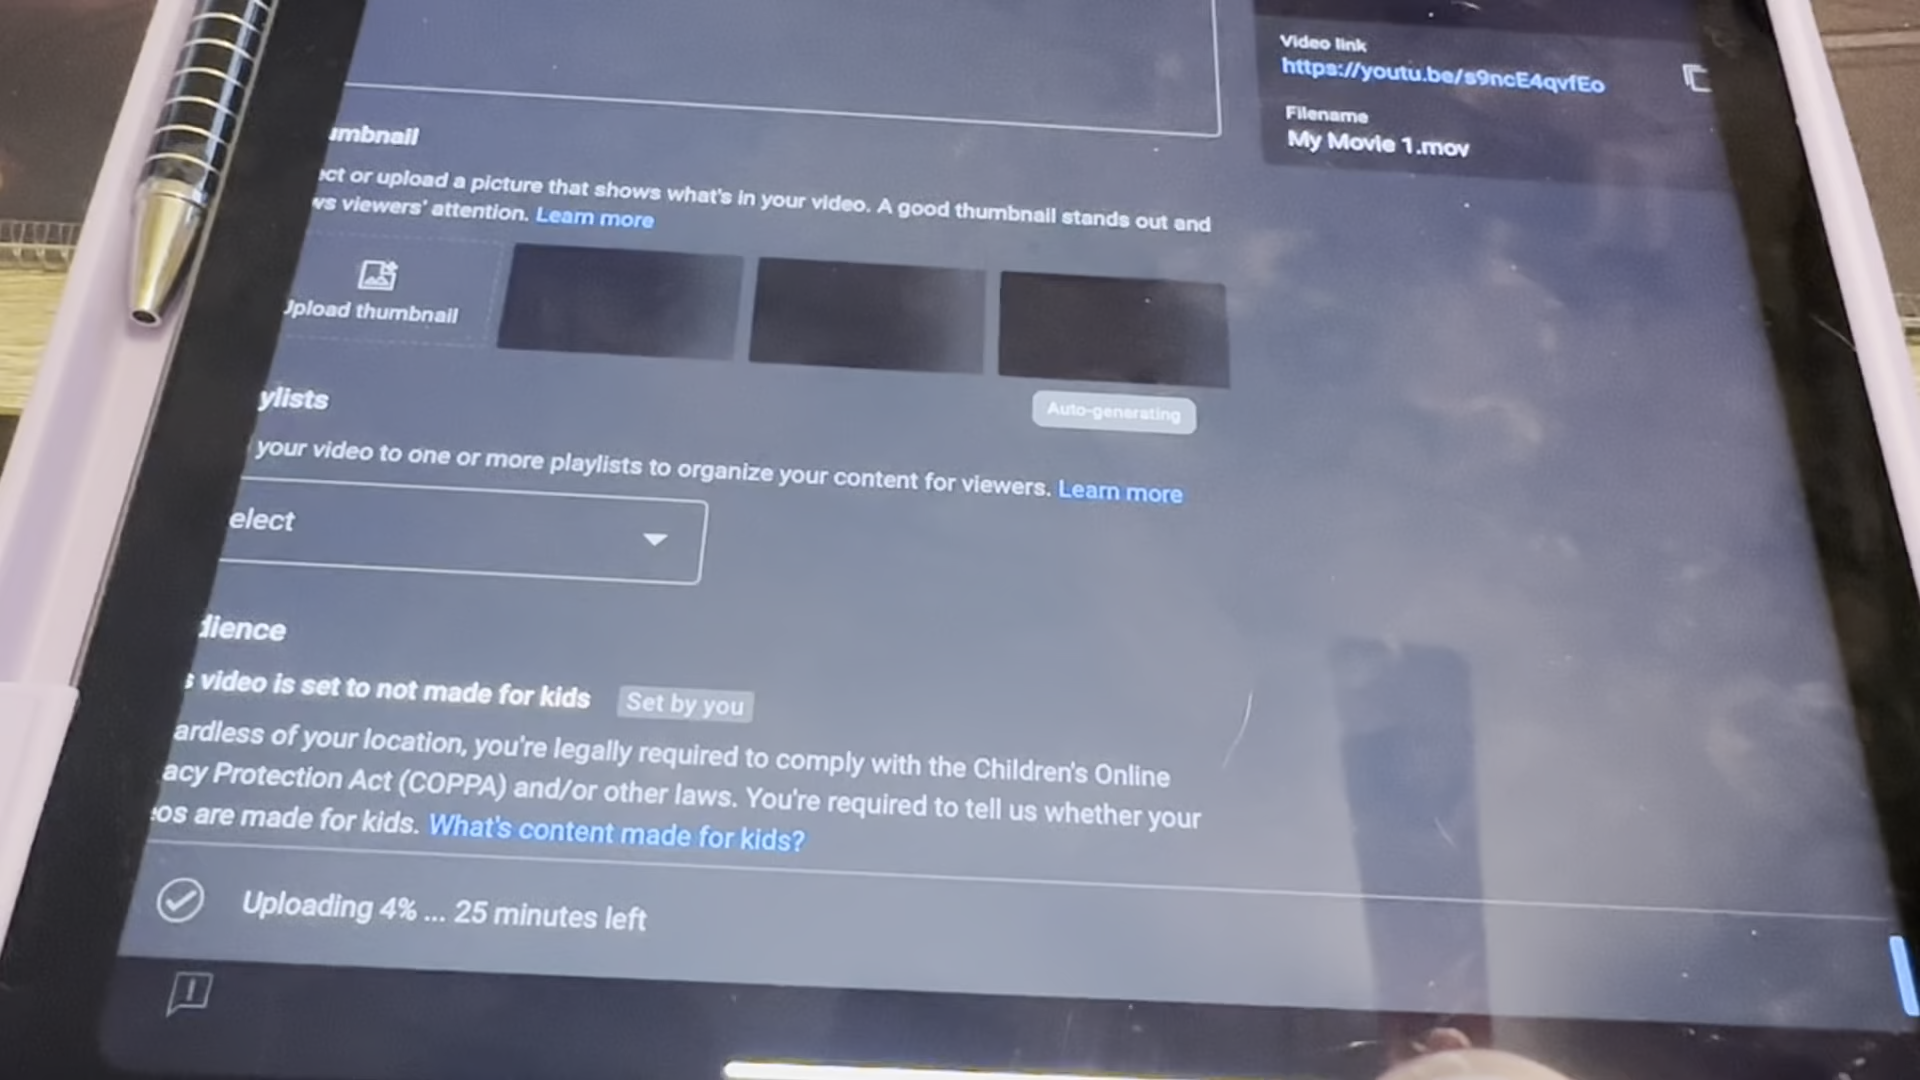 Video link
https://youtu.be/s9ncE4qvfEo
Filename
My Movie 1.mov
umbnail
ect or upload a picture that shows what's in your video. A good thumbnail stands out and
ws viewers' attention. Learn more
Upload thumbnail
Auto-generating
ylists
your video to one or more playlists to organize your content for viewers. Learn more
elect
dience
s video is set to not made for kids Set by you
ardless of your location, you're legally required to comply with the Children's Online
acy Protection Act (COPPA) and/or other laws. You're required to tell us whether your
eos are made for kids. What's content made for kids?
Uploading 4% ... 25 minutes left